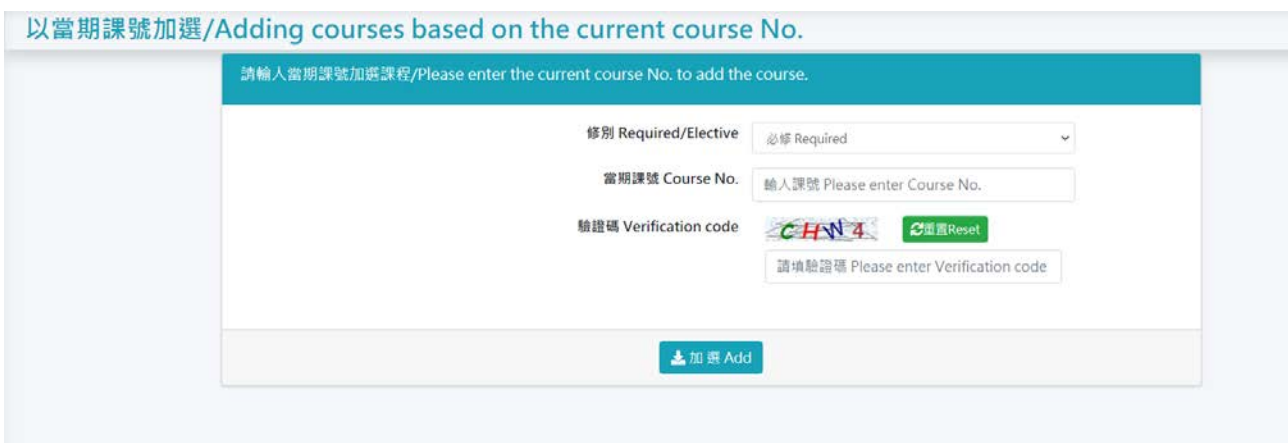 以當期課號加選/Adding courses based on the current course No.
請輸入當期課號加選課程/Please enter the current course No. to add the course.
修別 Required/Elective
必修 Required
當期課號 Course No.
輸入課號 Please enter Course No.
驗證碼 Verification code
CHW4
重置Reset
請填驗證碼 Please enter Verification code
加選 Add